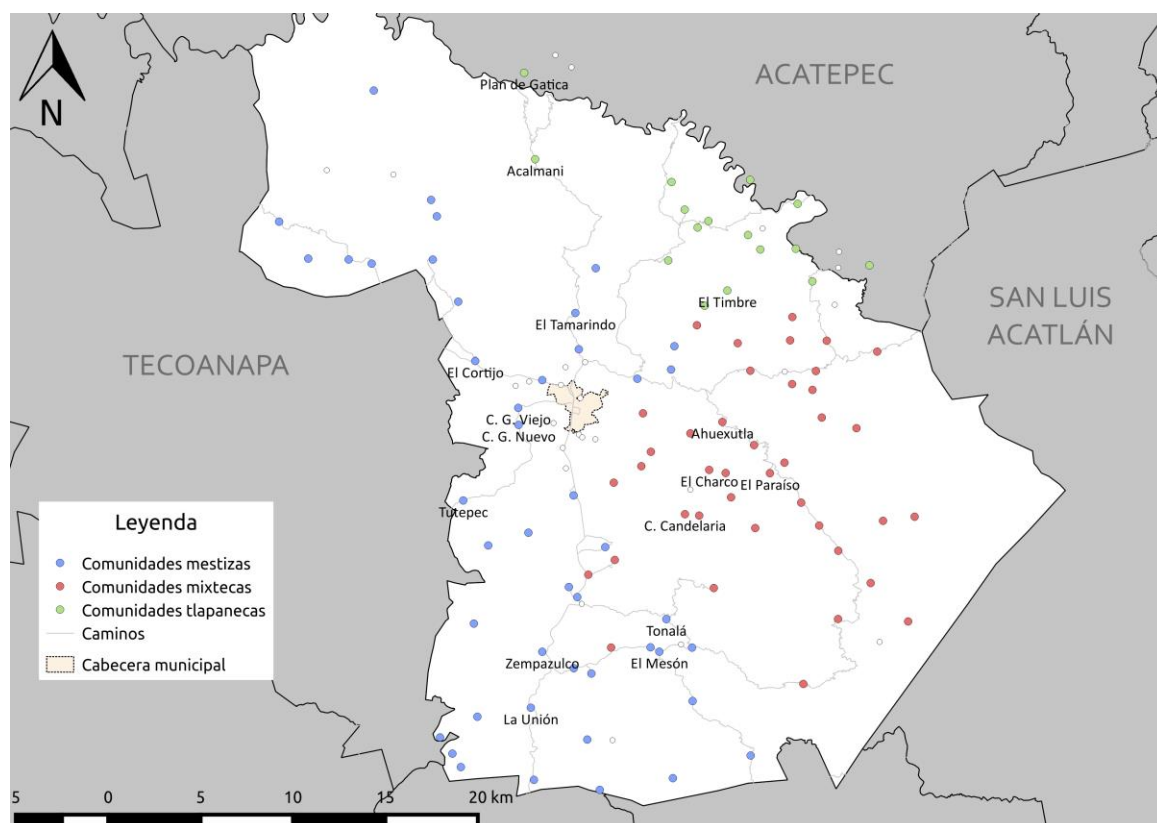 N
ACATEPEC
Plan de Gatica
Acalmani
SAN LUIS
ACATLÁN
El Timbre
El Tamarindo
TECOANAPA
El Cortijo
C. G. Viejo
C. G. Nuevo
Ahuexutla
El Charco
El Paraíso
Tutepec
C. Candelaria
Leyenda
Comunidades mestizas
Comunidades mixtecas
Comunidades tlapanecas
Caminos
Cabecera municipal
Tonalá
Zempazulco
El Mesón
La Unión
5 0 5 10 15 20 km